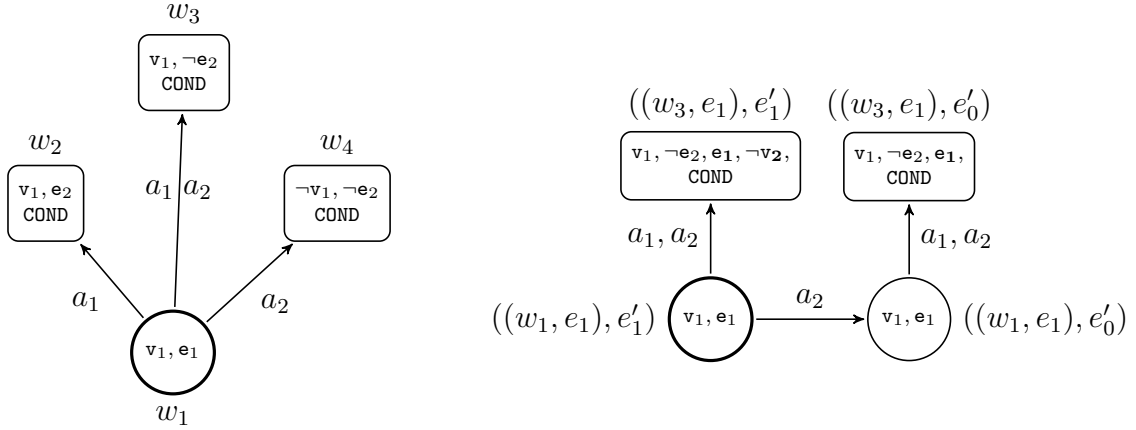 w₃
v₁, ¬e₂
COND
w₂
v₁, e₂
COND
w₄
¬v₁, ¬e₂
COND
a₁ a₂
a₁
a₂
v₁, e₁
w₁
((w₃, e₁), e′₁)
((w₃, e₁), e′₀)
v₁, ¬e₂, e₁, ¬v₂,
COND
v₁, ¬e₂, e₁,
COND
a₁, a₂
a₁, a₂
((w₁, e₁), e′₁)
v₁, e₁
a₂
v₁, e₁
((w₁, e₁), e′₀)